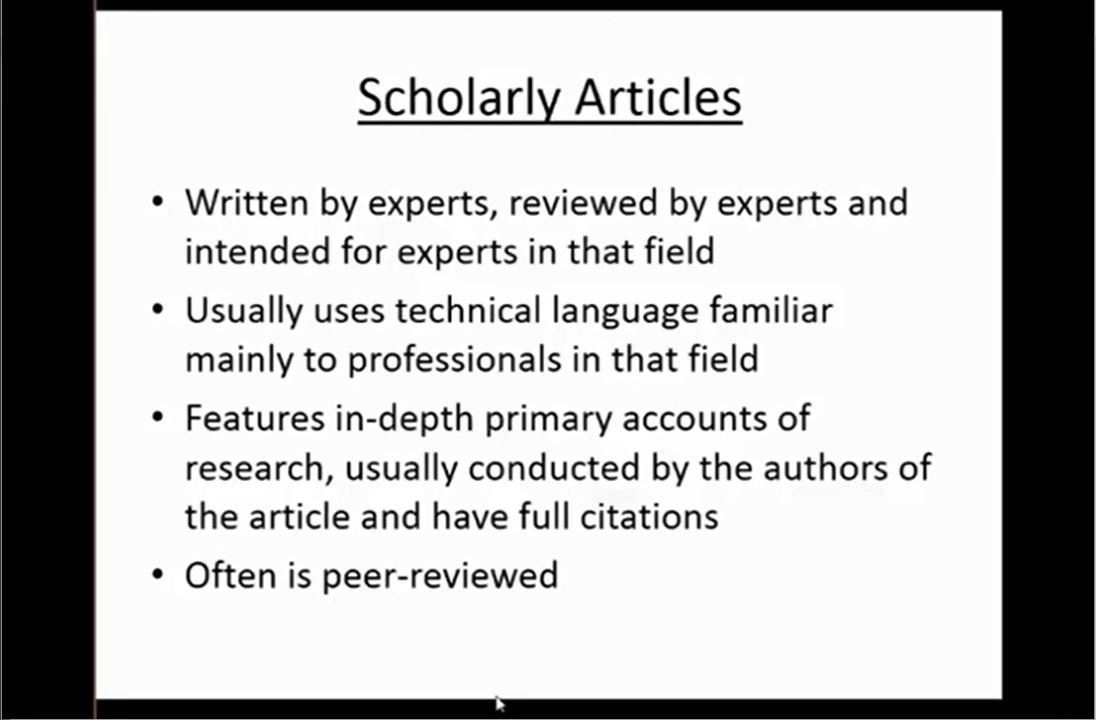 Scholarly Articles
• Written by experts, reviewed by experts and
intended for experts in that field
• Usually uses technical language familiar
mainly to professionals in that field
• Features in-depth primary accounts of
research, usually conducted by the authors of
the article and have full citations
• Often is peer-reviewed